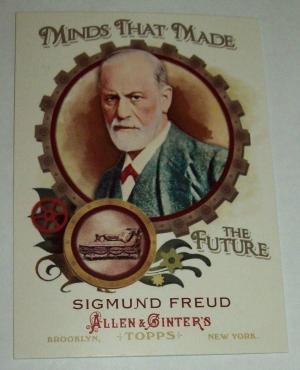 MINDS THAT MADE
THE
FUTURE
SIGMUND FREUD
ALLEN & GINTER'S
BROOKLYN, TOPPS NEW YORK.